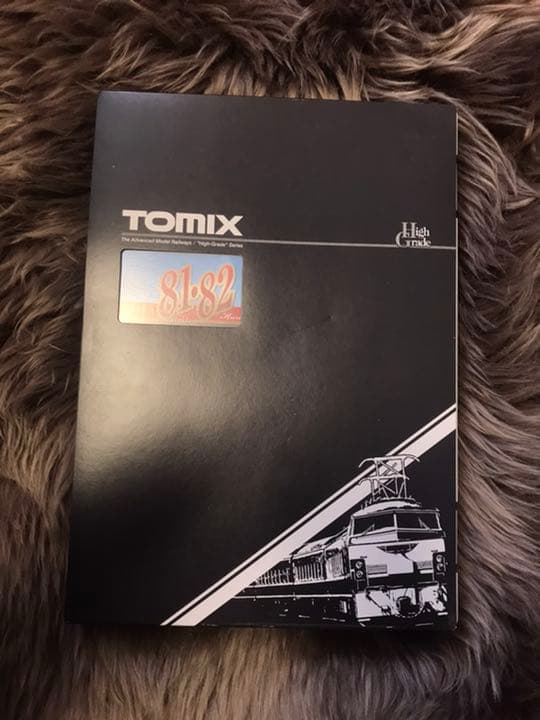 TOMIX
The Advanced Model Railways / "High-Grade" Series
High
Grade
81·82